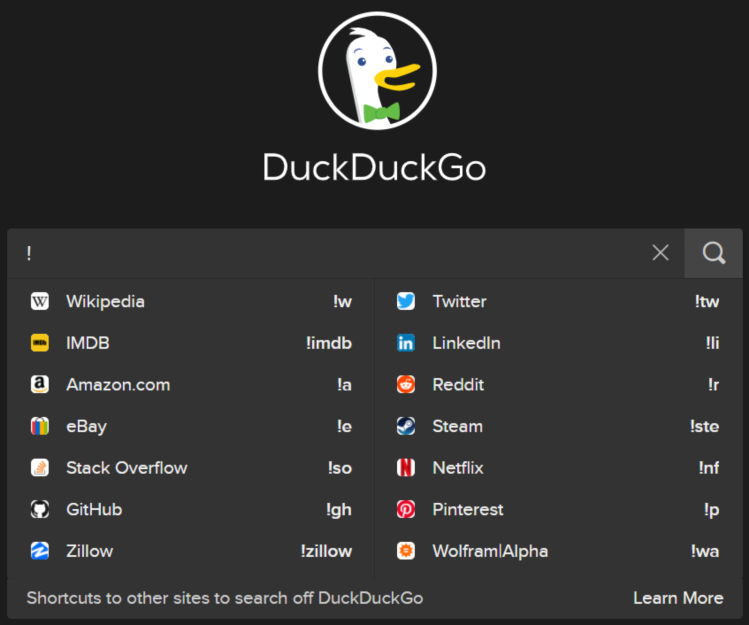 DuckDuckGo
!
Wikipedia !w
IMDB !imdb
Amazon.com !a
eBay !e
Stack Overflow !so
GitHub !gh
Zillow !zillow
Twitter !tw
LinkedIn !li
Reddit !r
Steam !ste
Netflix !nf
Pinterest !p
Wolfram|Alpha !wa
Shortcuts to other sites to search off DuckDuckGo
Learn More